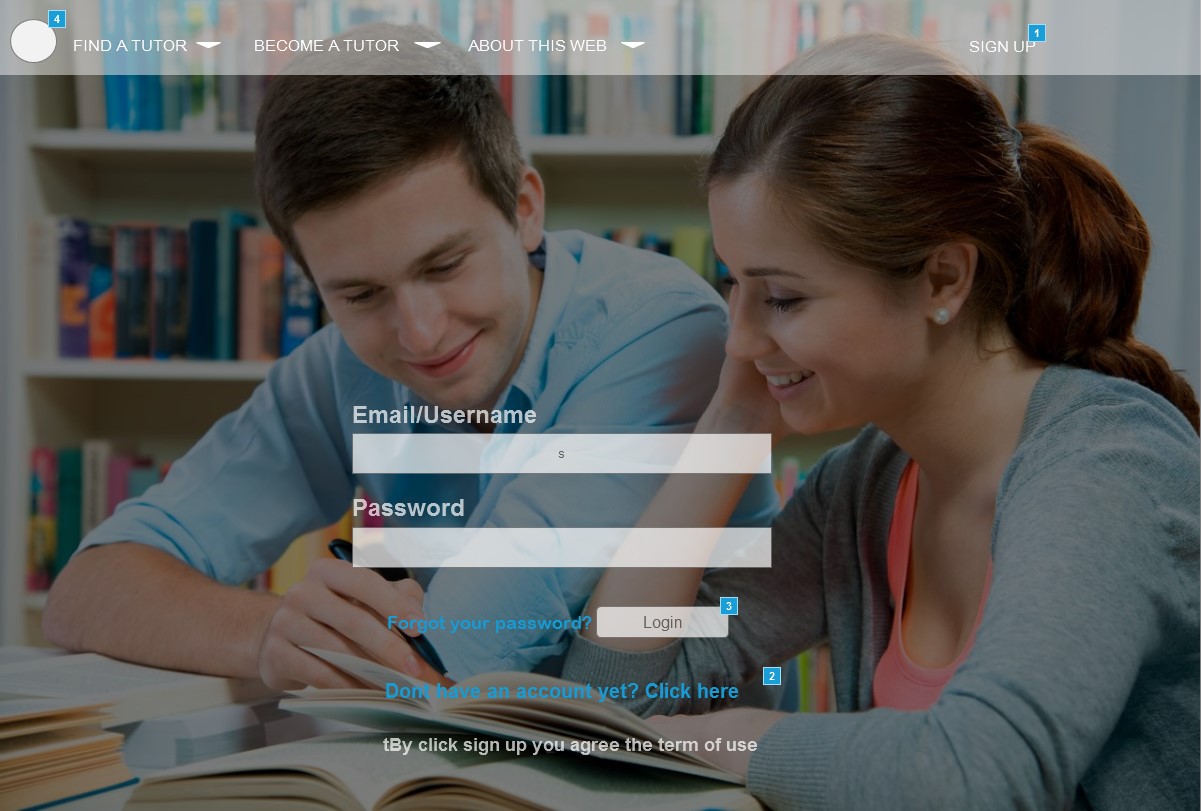 4
FIND A TUTOR BECOME A TUTOR ABOUT THIS WEB SIGN UP 1
Email/Username
s
Password
Forgot your password? Login 3
Dont have an account yet? Click here 2
tBy click sign up you agree the term of use